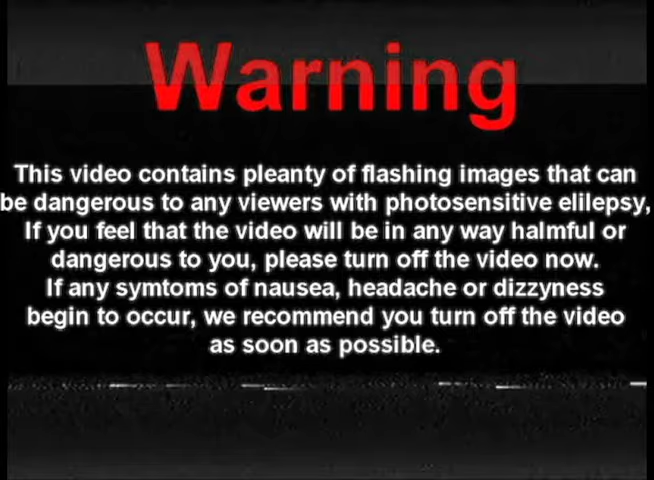 Warning
This video contains pleanty of flashing images that can
be dangerous to any viewers with photosensitive elilepsy,
If you feel that the video will be in any way halmful or
dangerous to you, please turn off the video now.
If any symtoms of nausea, headache or dizzyness
begin to occur, we recommend you turn off the video
as soon as possible.